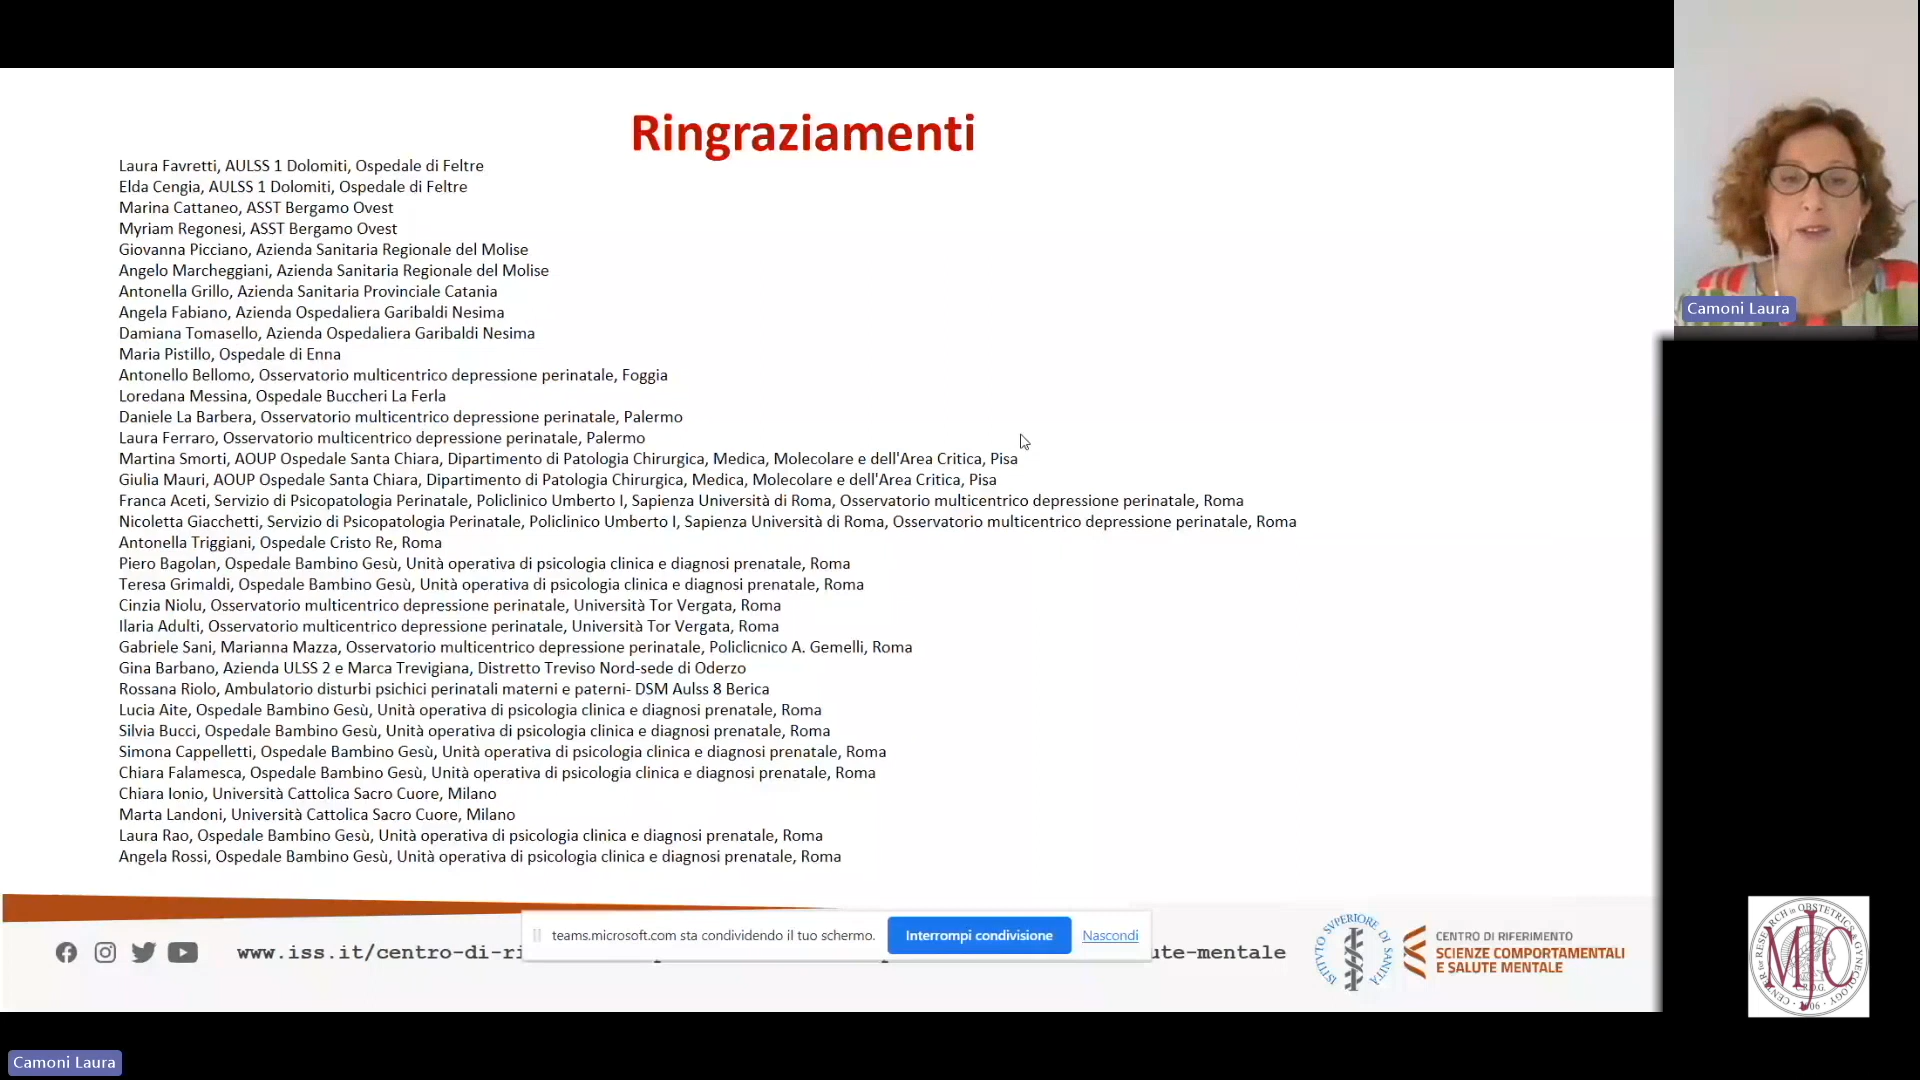 Ringraziamenti
Laura Favretti, AULSS 1 Dolomiti, Ospedale di Feltre
Elda Cengia, AULSS 1 Dolomiti, Ospedale di Feltre
Marina Cattaneo, ASST Bergamo Ovest
Myriam Regonesi, ASST Bergamo Ovest
Giovanna Picciano, Azienda Sanitaria Regionale del Molise
Angelo Marcheggiani, Azienda Sanitaria Regionale del Molise
Antonella Grillo, Azienda Sanitaria Provinciale Catania
Angela Fabiano, Azienda Ospedaliera Garibaldi Nesima
Damiana Tomasello, Azienda Ospedaliera Garibaldi Nesima
Maria Pistillo, Ospedale di Enna
Antonello Bellomo, Osservatorio multicentrico depressione perinatale, Foggia
Loredana Messina, Ospedale Buccheri La Ferla
Daniele La Barbera, Osservatorio multicentrico depressione perinatale, Palermo
Laura Ferraro, Osservatorio multicentrico depressione perinatale, Palermo
Martina Smorti, AOUP Ospedale Santa Chiara, Dipartimento di Patologia Chirurgica, Medica, Molecolare e dell'Area Critica, Pisa
Giulia Mauri, AOUP Ospedale Santa Chiara, Dipartimento di Patologia Chirurgica, Medica, Molecolare e dell'Area Critica, Pisa
Franca Aceti, Servizio di Psicopatologia Perinatale, Policlinico Umberto I, Sapienza Università di Roma, Osservatorio multicentrico depressione perinatale, Roma
Nicoletta Giacchetti, Servizio di Psicopatologia Perinatale, Policlinico Umberto I, Sapienza Università di Roma, Osservatorio multicentrico depressione perinatale, Roma
Antonella Triggiani, Ospedale Cristo Re, Roma
Piero Bagolan, Ospedale Bambino Gesù, Unità operativa di psicologia clinica e diagnosi prenatale, Roma
Teresa Grimaldi, Ospedale Bambino Gesù, Unità operativa di psicologia clinica e diagnosi prenatale, Roma
Cinzia Niolu, Osservatorio multicentrico depressione perinatale, Università Tor Vergata, Roma
Ilaria Adulti, Osservatorio multicentrico depressione perinatale, Università Tor Vergata, Roma
Gabriele Sani, Marianna Mazza, Osservatorio multicentrico depressione perinatale, Policlicnico A. Gemelli, Roma
Gina Barbano, Azienda ULSS 2 e Marca Trevigiana, Distretto Treviso Nord-sede di Oderzo
Rossana Riolo, Ambulatorio disturbi psichici perinatali materni e paterni- DSM Aulss 8 Berica
Lucia Aite, Ospedale Bambino Gesù, Unità operativa di psicologia clinica e diagnosi prenatale, Roma
Silvia Bucci, Ospedale Bambino Gesù, Unità operativa di psicologia clinica e diagnosi prenatale, Roma
Simona Cappelletti, Ospedale Bambino Gesù, Unità operativa di psicologia clinica e diagnosi prenatale, Roma
Chiara Falamesca, Ospedale Bambino Gesù, Unità operativa di psicologia clinica e diagnosi prenatale, Roma
Chiara Ionio, Università Cattolica Sacro Cuore, Milano
Marta Landoni, Università Cattolica Sacro Cuore, Milano
Laura Rao, Ospedale Bambino Gesù, Unità operativa di psicologia clinica e diagnosi prenatale, Roma
Angela Rossi, Ospedale Bambino Gesù, Unità operativa di psicologia clinica e diagnosi prenatale, Roma
Camoni Laura
teams.microsoft.com sta condividendo il tuo schermo. Interrompi condivisione Nascondi
www.iss.it/centro-di-ri ute-mentale
ISTITUTO SUPERIORE DI SANITÀ
CENTRO DI RIFERIMENTO
SCIENZE COMPORTAMENTALI
E SALUTE MENTALE
CENTER for RESEARCH in OBSTETRICS & GYNECOLOGY
MJC
C.R.O.G.
2006
Camoni Laura